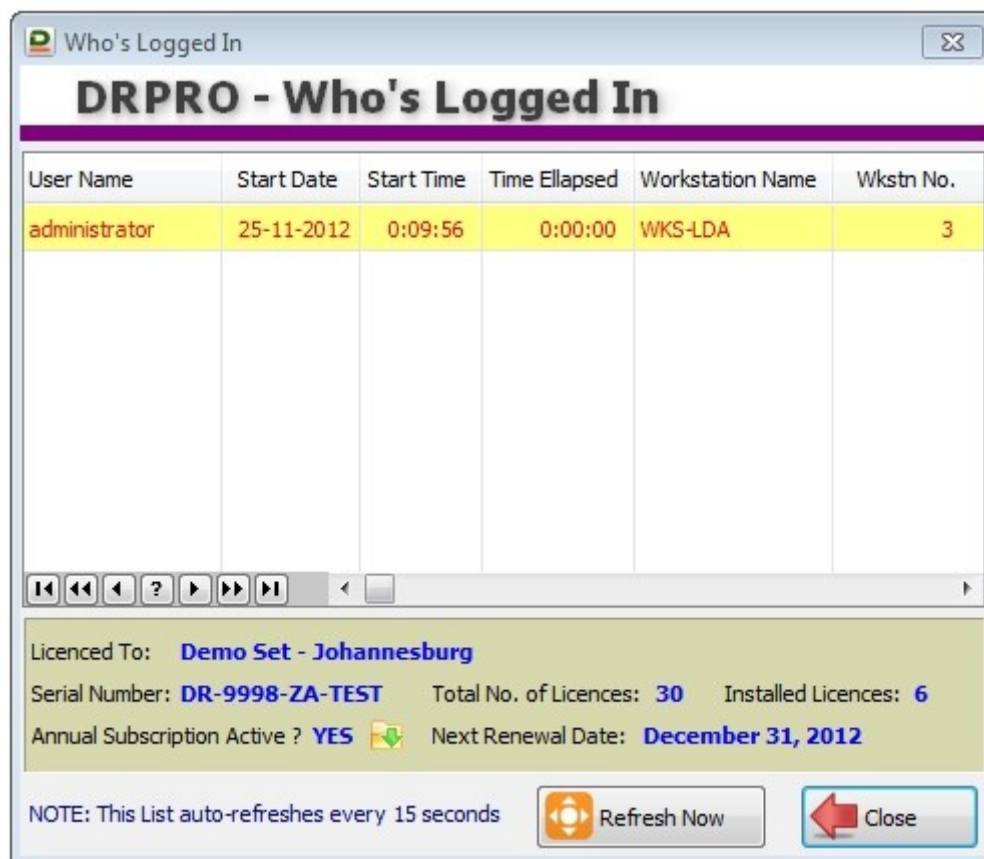 Who's Logged In
DRPRO - Who's Logged In
User Name Start Date Start Time Time Ellapsed Workstation Name Wkstn No.
administrator 25-11-2012 0:09:56 0:00:00 WKS-LDA 3
?
Licenced To: Demo Set - Johannesburg
Serial Number: DR-9998-ZA-TEST Total No. of Licences: 30 Installed Licences: 6
Annual Subscription Active ? YES Next Renewal Date: December 31, 2012
NOTE: This List auto-refreshes every 15 seconds Refresh Now Close